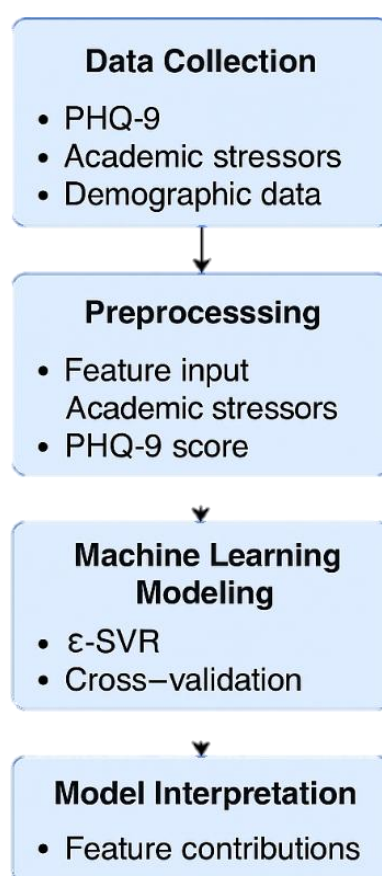 Data Collection
• PHQ-9
• Academic stressors
• Demographic data
Preprocesssing
• Feature input
Academic stressors
• PHQ-9 score
Machine Learning
Modeling
• ε-SVR
• Cross–validation
Model Interpretation
• Feature contributions